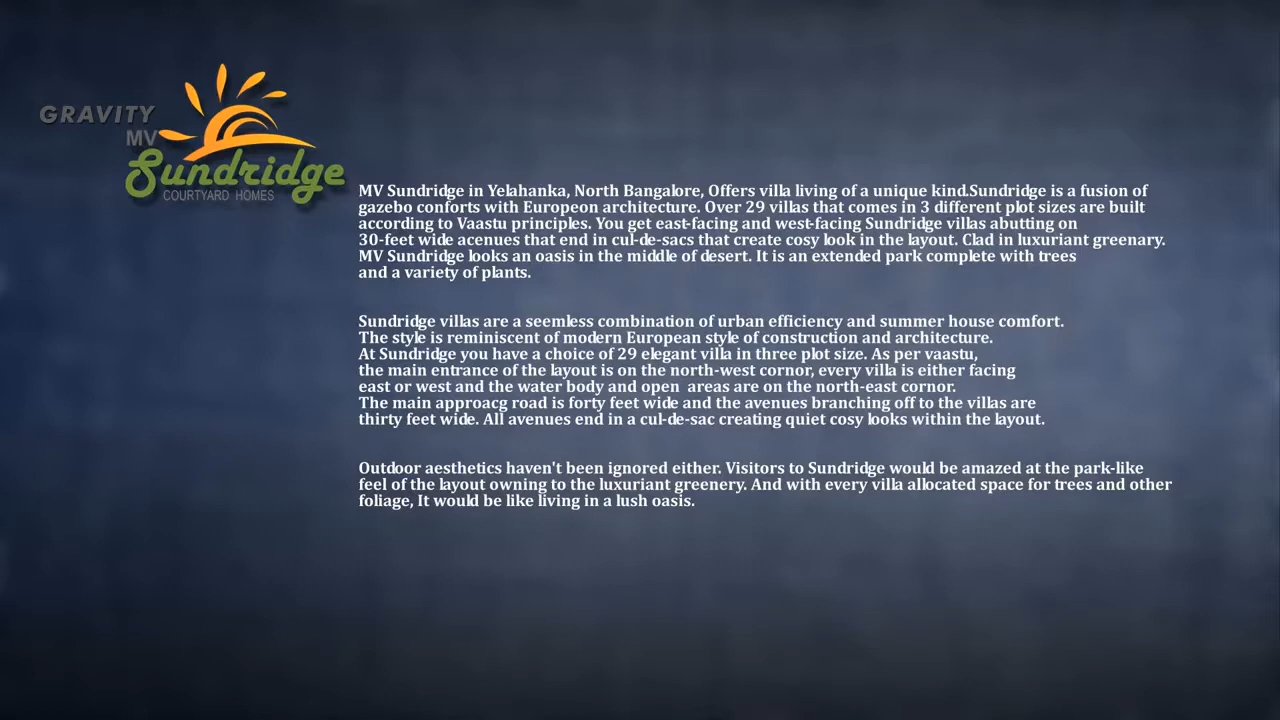 GRAVITY
MV
Sundridge
COURTYARD HOMES
MV Sundridge in Yelahanka, North Bangalore, Offers villa living of a unique kind.Sundridge is a fusion of
gazebo conforts with Europeon architecture. Over 29 villas that comes in 3 different plot sizes are built
according to Vaastu principles. You get east-facing and west-facing Sundridge villas abutting on
30-feet wide acenues that end in cul-de-sacs that create cosy look in the layout. Clad in luxuriant greenary.
MV Sundridge looks an oasis in the middle of desert. It is an extended park complete with trees
and a variety of plants.
Sundridge villas are a seemless combination of urban efficiency and summer house comfort.
The style is reminiscent of modern European style of construction and architecture.
At Sundridge you have a choice of 29 elegant villa in three plot size. As per vaastu,
the main entrance of the layout is on the north-west cornor, every villa is either facing
east or west and the water body and open  areas are on the north-east cornor.
The main approacg road is forty feet wide and the avenues branching off to the villas are
thirty feet wide. All avenues end in a cul-de-sac creating quiet cosy looks within the layout.
Outdoor aesthetics haven't been ignored either. Visitors to Sundridge would be amazed at the park-like
feel of the layout owning to the luxuriant greenery. And with every villa allocated space for trees and other
foliage, It would be like living in a lush oasis.